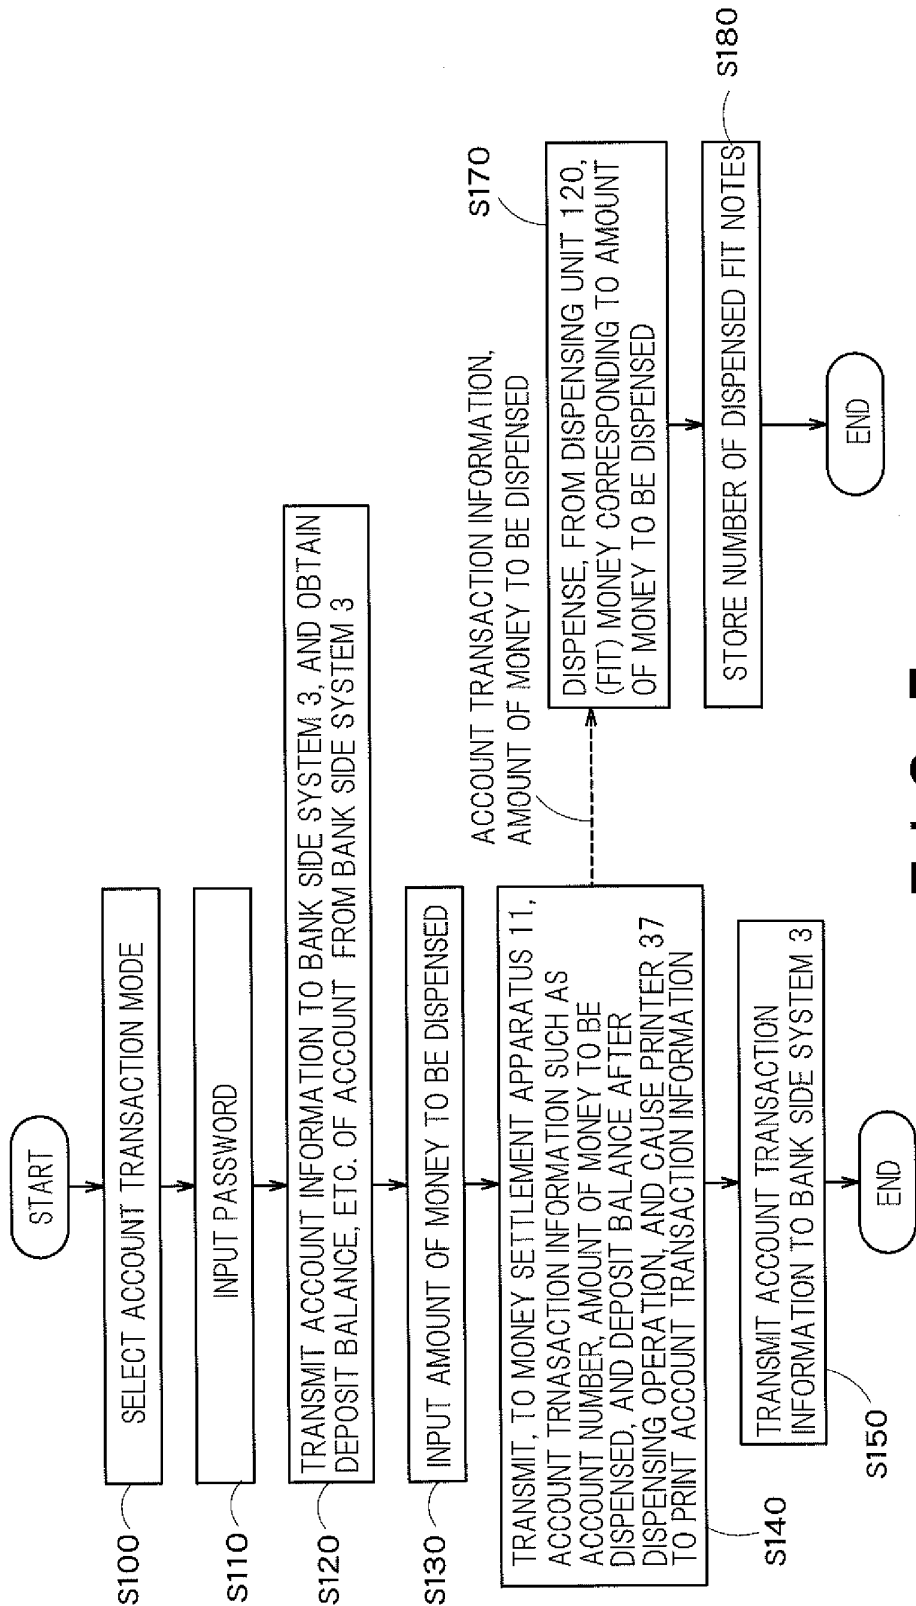 START
S100
SELECT ACCOUNT TRANSACTION MODE
S110
INPUT PASSWORD
S120
TRANSMIT ACCOUNT INFORMATION TO BANK SIDE SYSTEM 3, AND OBTAIN
DEPOSIT BALANCE, ETC. OF ACCOUNT FROM BANK SIDE SYSTEM 3
S130
INPUT AMOUNT OF MONEY TO BE DISPENSED
S140
TRANSMIT, TO MONEY SETTLEMENT APPARATUS 11,
ACCOUNT TRNASACTION INFORMATION SUCH AS
ACCOUNT NUMBER, AMOUNT OF MONEY TO BE
DISPENSED, AND DEPOSIT BALANCE AFTER
DISPENSING OPERATION, AND CAUSE PRINTER 37
TO PRINT ACCOUNT TRANSACTION INFORMATION
S150
TRANSMIT ACCOUNT TRANSACTION
INFORMATION TO BANK SIDE SYSTEM 3
END
ACCOUNT TRANSACTION INFORMATION,
AMOUNT OF MONEY TO BE DISPENSED
S170
DISPENSE, FROM DISPENSING UNIT 120,
(FIT) MONEY CORRESPONDING TO AMOUNT
OF MONEY TO BE DISPENSED
S180
STORE NUMBER OF DISPENSED FIT NOTES
END